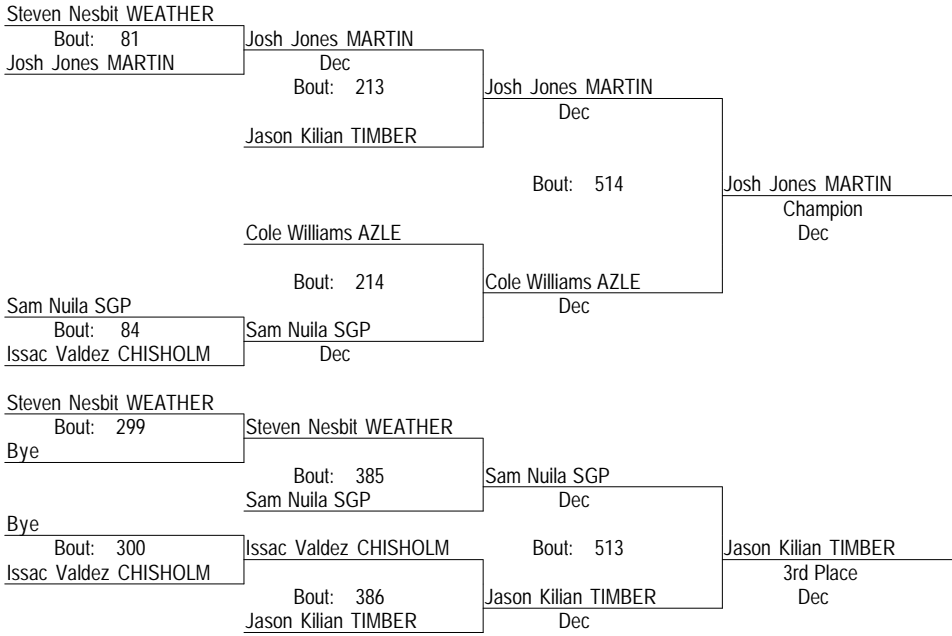 Steven Nesbit WEATHER
Bout: 81
Josh Jones MARTIN
Josh Jones MARTIN
Dec
Bout: 213
Jason Kilian TIMBER
Josh Jones MARTIN
Dec
Bout: 514
Josh Jones MARTIN
Champion
Dec
Cole Williams AZLE
Bout: 214
Cole Williams AZLE
Dec
Sam Nuila SGP
Bout: 84
Issac Valdez CHISHOLM
Sam Nuila SGP
Dec
Steven Nesbit WEATHER
Bout: 299
Bye
Steven Nesbit WEATHER
Bout: 385
Sam Nuila SGP
Sam Nuila SGP
Dec
Bye
Bout: 300
Issac Valdez CHISHOLM
Issac Valdez CHISHOLM
Bout: 386
Jason Kilian TIMBER
Bout: 513
Jason Kilian TIMBER
Dec
Jason Kilian TIMBER
3rd Place
Dec